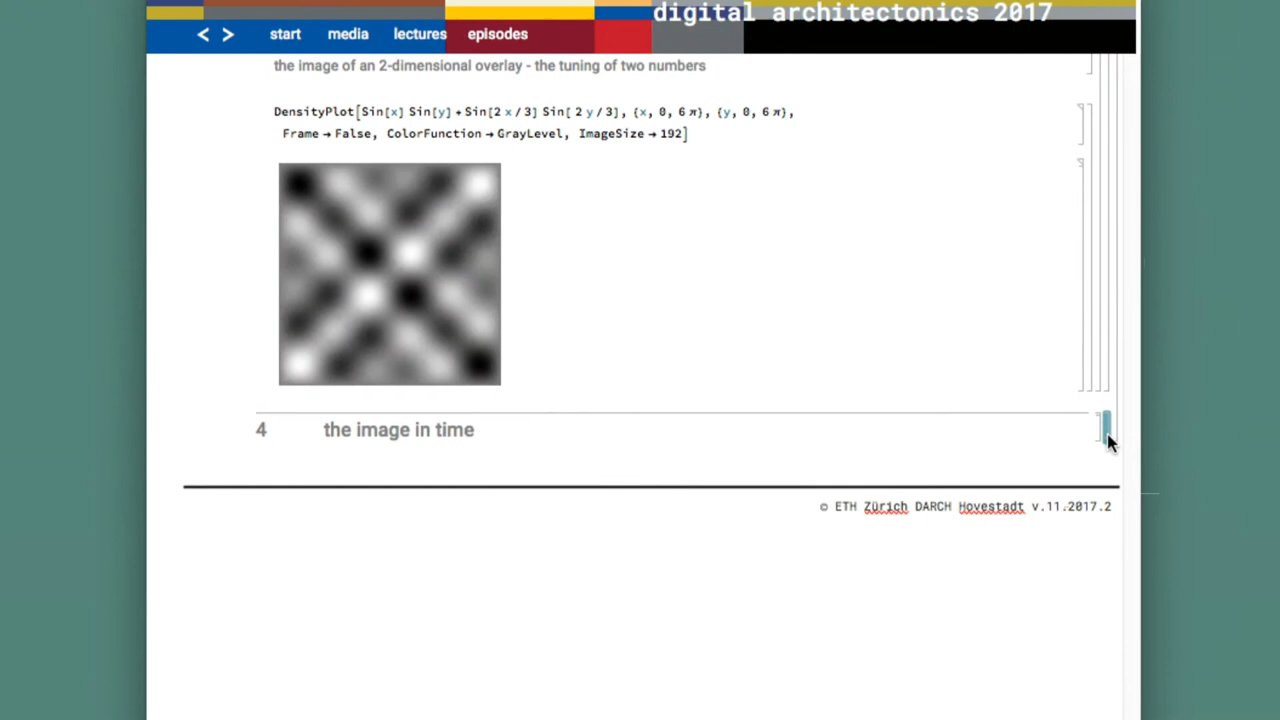 digital architectonics 2017
< > start media lectures episodes
the image of an 2-dimensional overlay - the tuning of two numbers
DensityPlot[Sin[x] Sin[y] + Sin[2 x / 3] Sin[ 2 y / 3], {x, 0, 6 π}, {y, 0, 6 π},
Frame → False, ColorFunction → GrayLevel, ImageSize → 192]
4 the image in time
© ETH Zürich DARCH Hovestadt v.11.2017.2